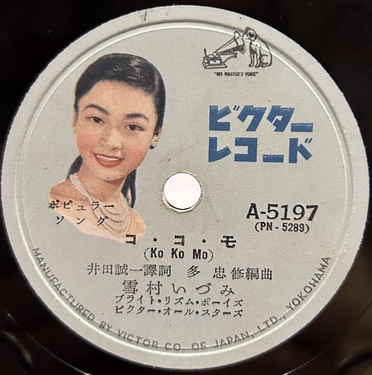 "HIS MASTER'S VOICE"
ビクター
レコード
ポピュラー
ソング
A-5197
(PN-5289)
コ・コ・モ
(Ko Ko Mo)
井田誠一譯詞 多 忠修編曲
雪村いづみ
ブライト・リズム・ボーイズ
ビクター・オール・スターズ
MANUFACTURED BY VICTOR CO. OF JAPAN, LTD., YOKOHAMA